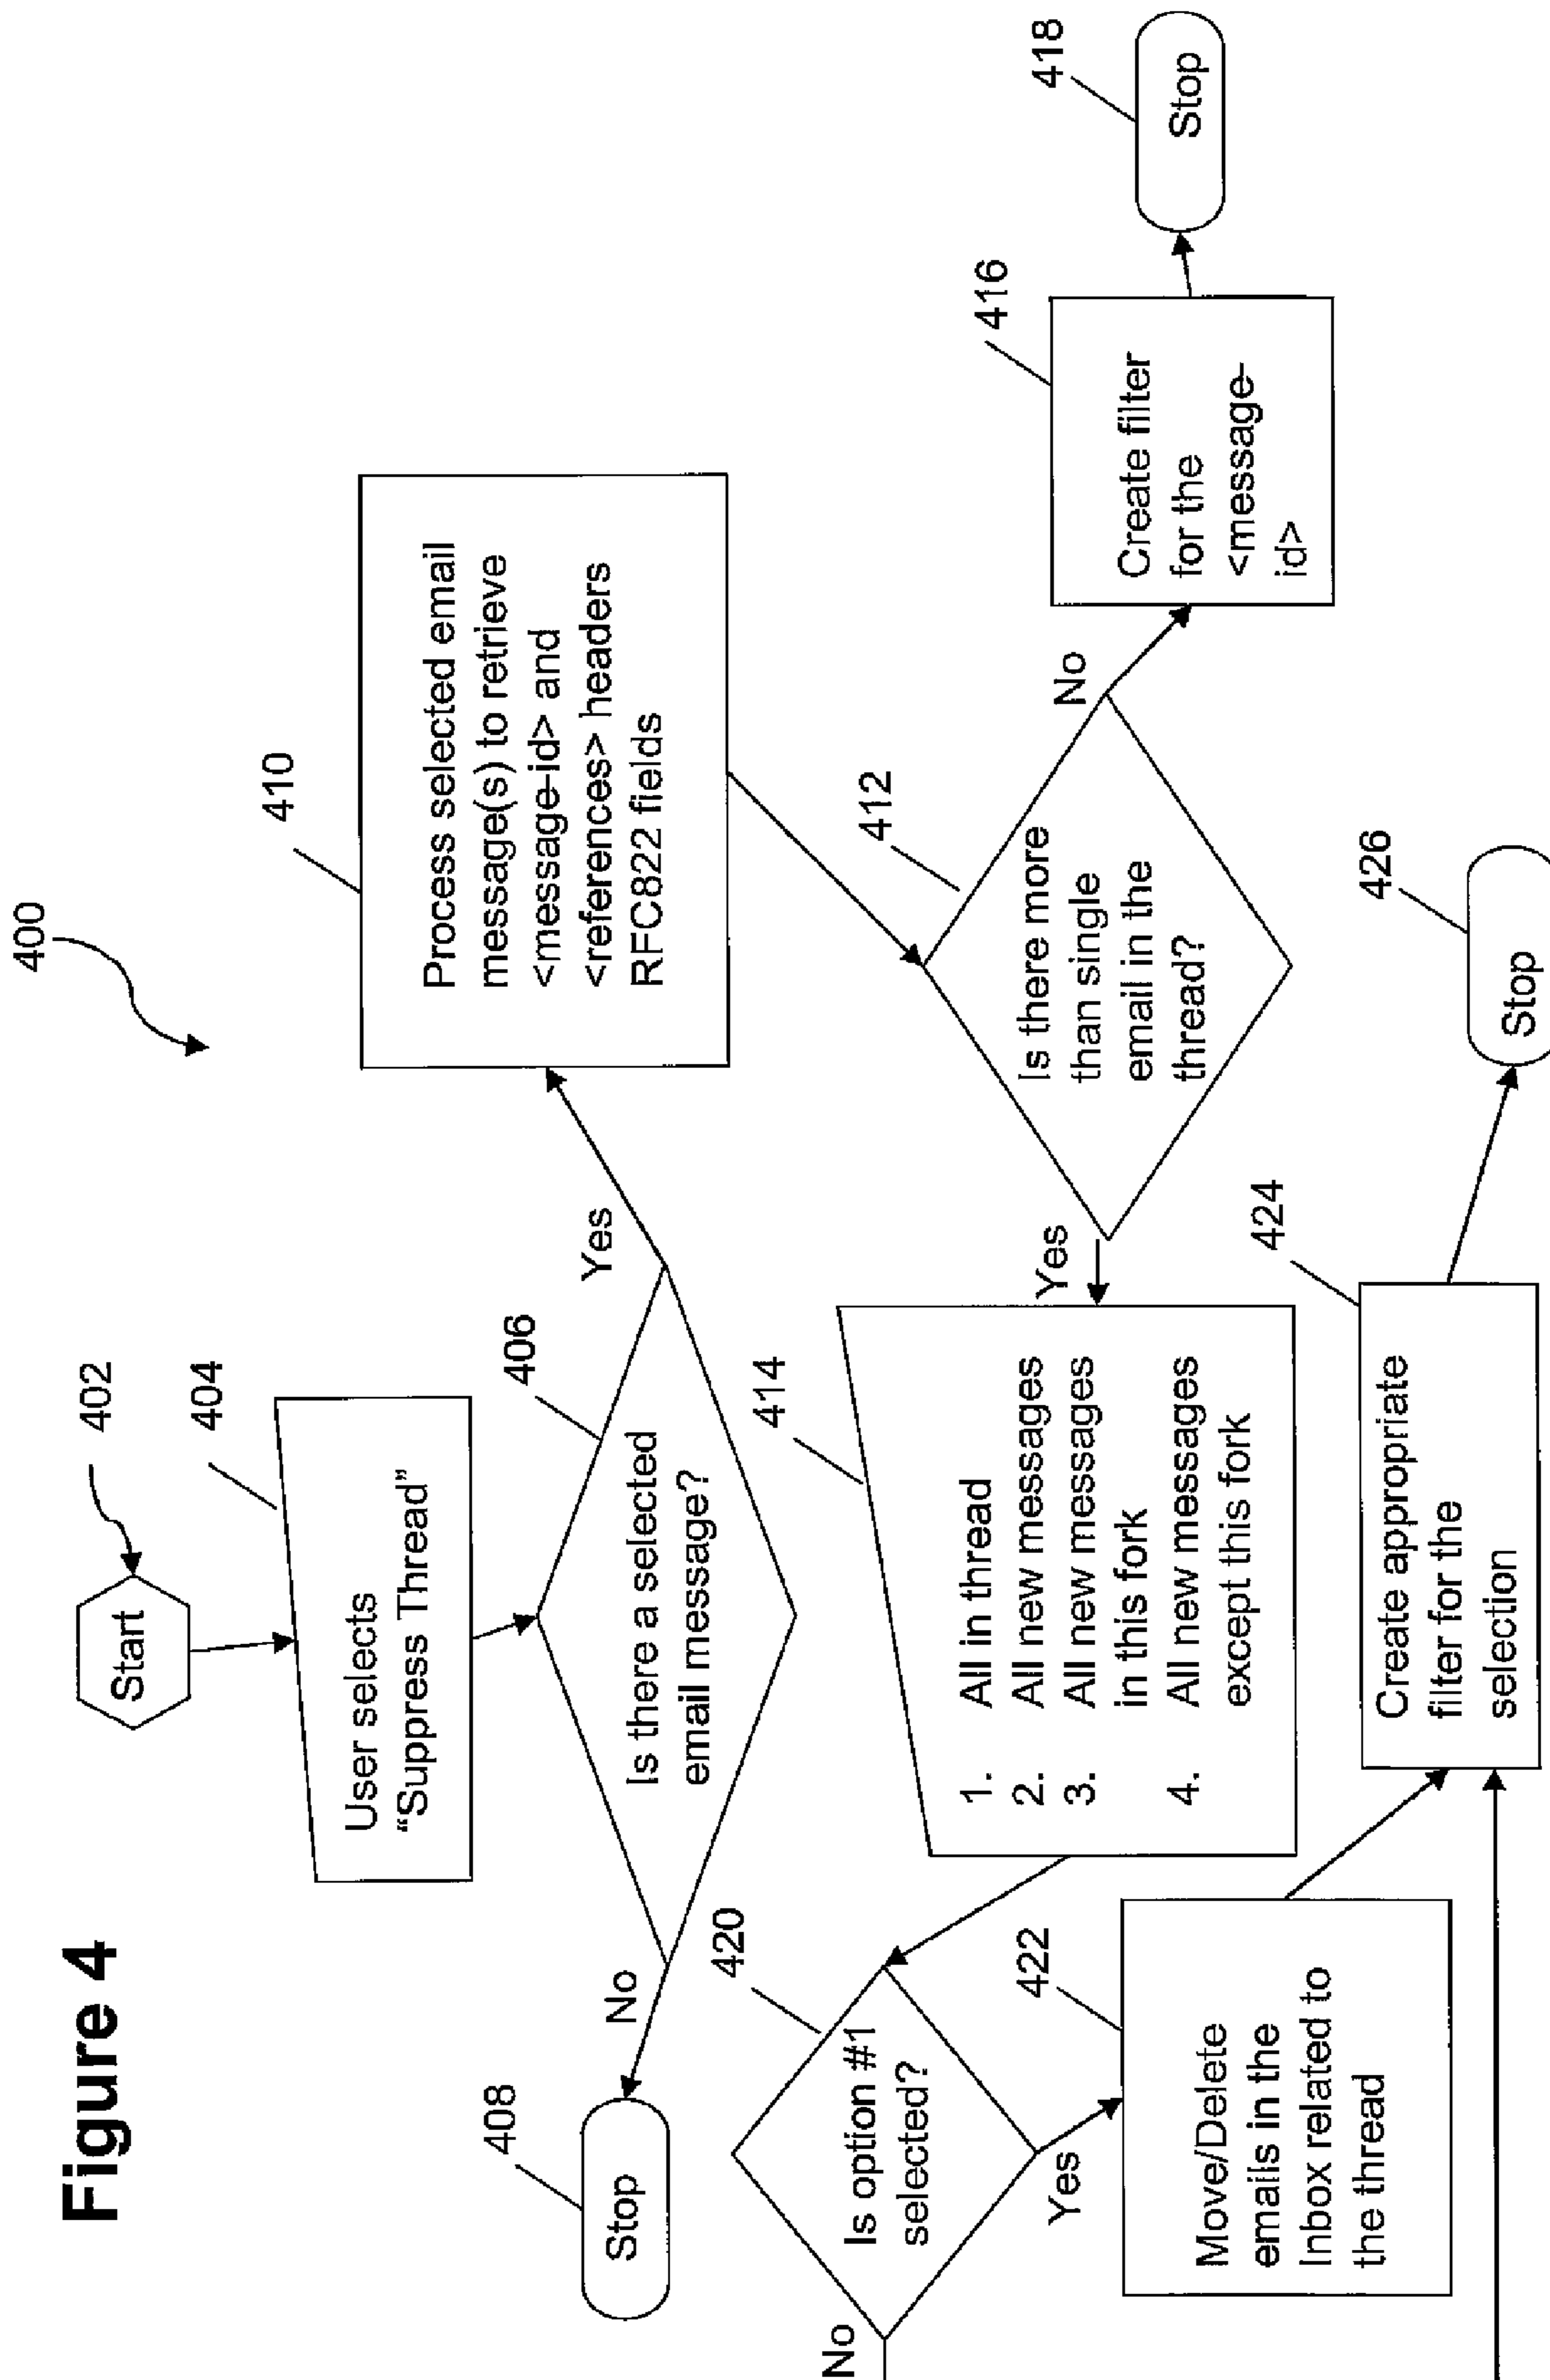 Figure 4
400
402
Start
404
User selects
“Suppress Thread”
406
Is there a selected
email message?
No
Yes
408
Stop
410
Process selected email
message(s) to retrieve
<message-id> and
<references> headers
RFC822 fields
412
Is there more
than single
email in the
thread?
Yes
No
414
1. All in thread
2. All new messages
3. All new messages
in this fork
4. All new messages
except this fork
416
Create filter
for the
<message-
id>
418
Stop
420
Is option #1
selected?
No
Yes
422
Move/Delete
emails in the
Inbox related to
the thread
424
Create appropriate
filter for the
selection
426
Stop